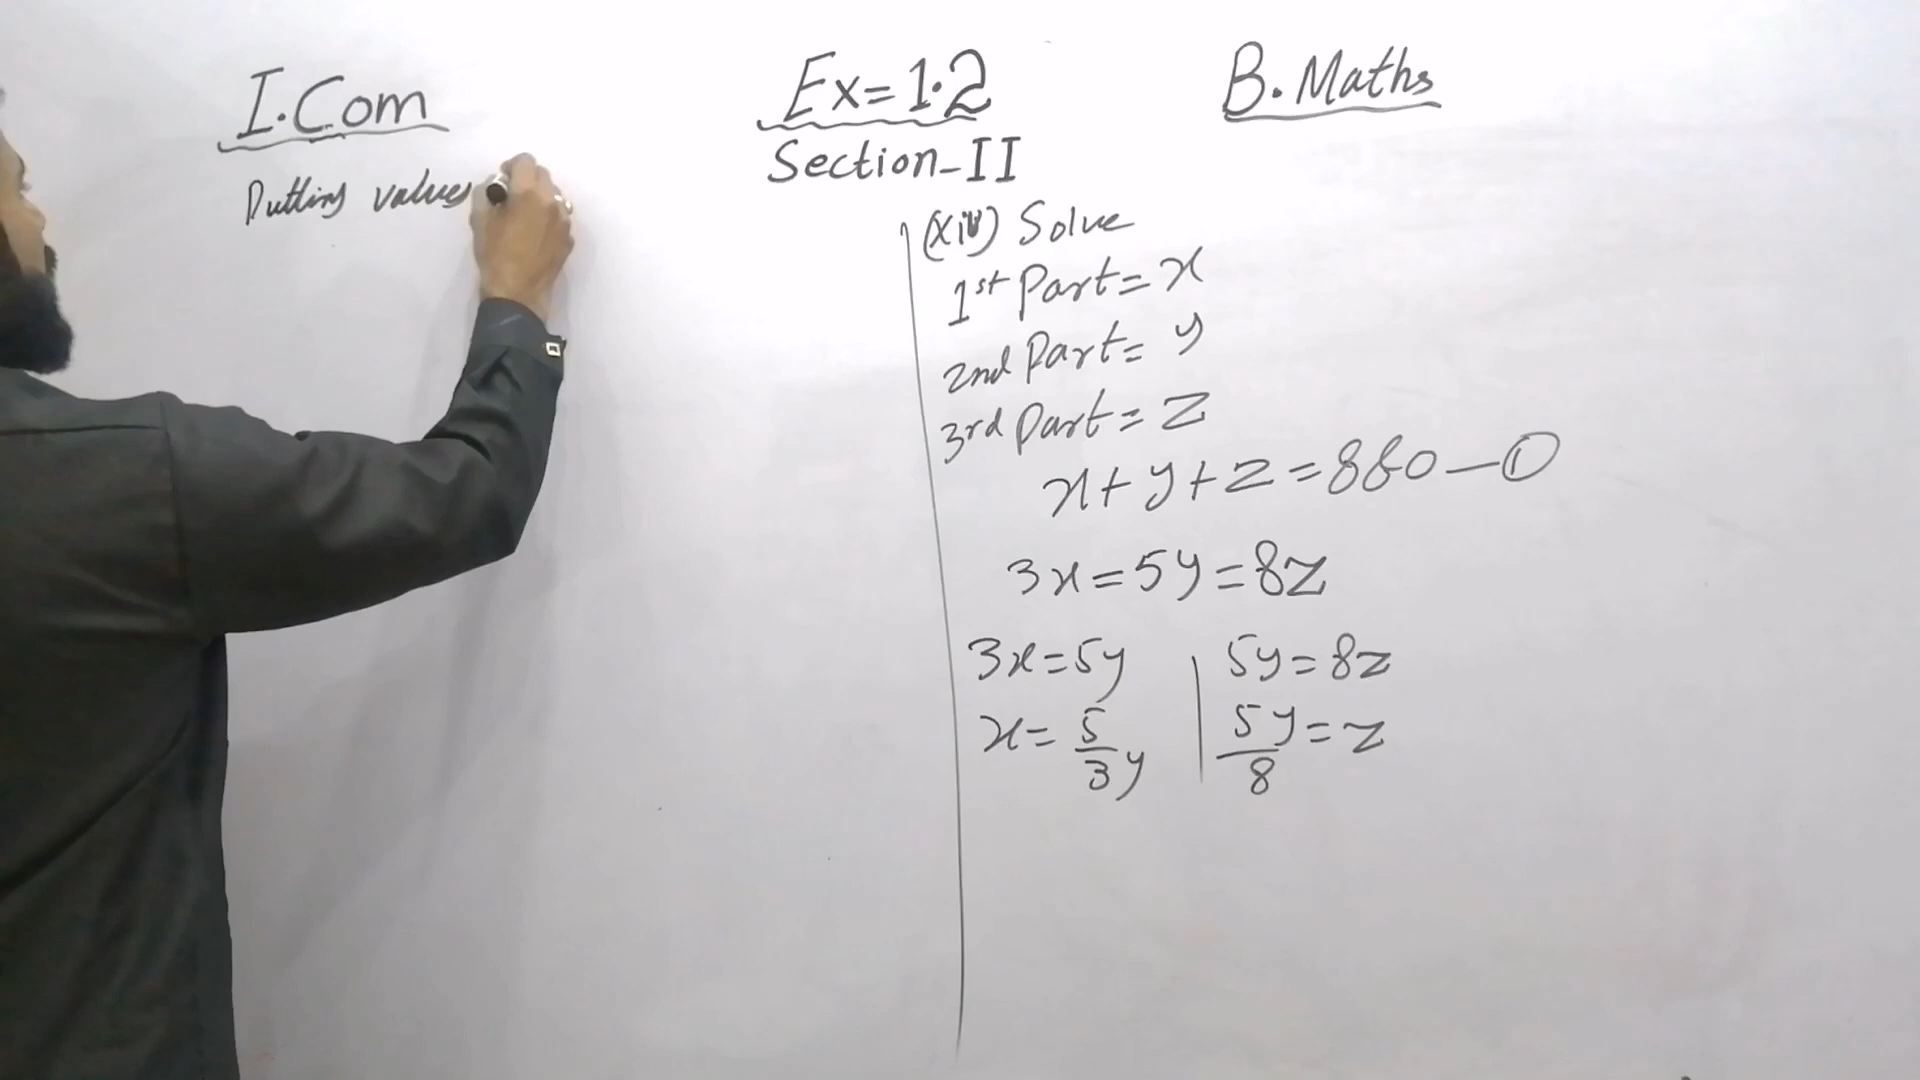 I.Com
Ex=1.2
B.Maths
Section-II
Putting values
(xiv) Solve
1st Part= x
2nd Part= y
3rd Part= z
x+y+z=880—①
3x=5y=8z
3x=5y | 5y=8z
x=5/3y | 5y/8=z